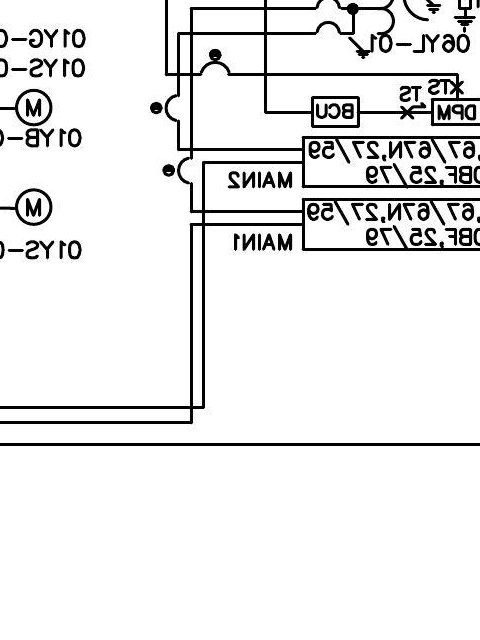 06YL-01
01YG-0
01YS-0
XTS
TS
M
BCU
DPM
01YB-0
67/67N,27/59
0BF,25/79
MAIN2
M
67/67N,27/59
0BF,25/79
MAIN1
01YS-0